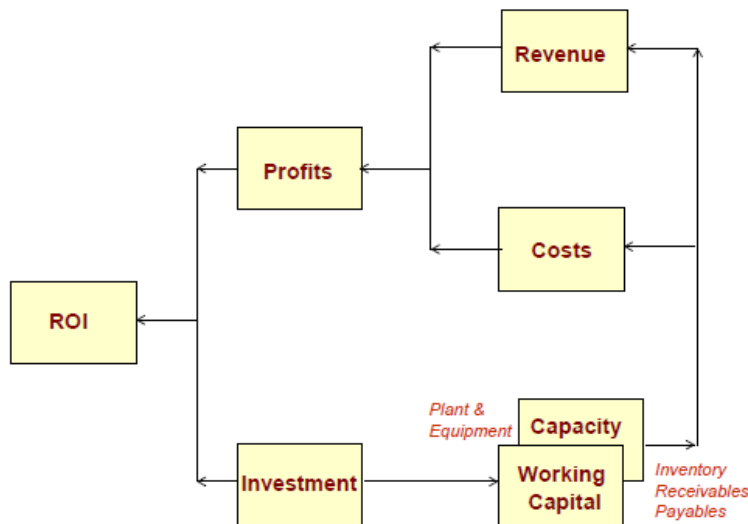 Revenue
Profits
Costs
ROI
Plant &
Equipment
Capacity
Investment
Working
Capital
Inventory
Receivables
Payables